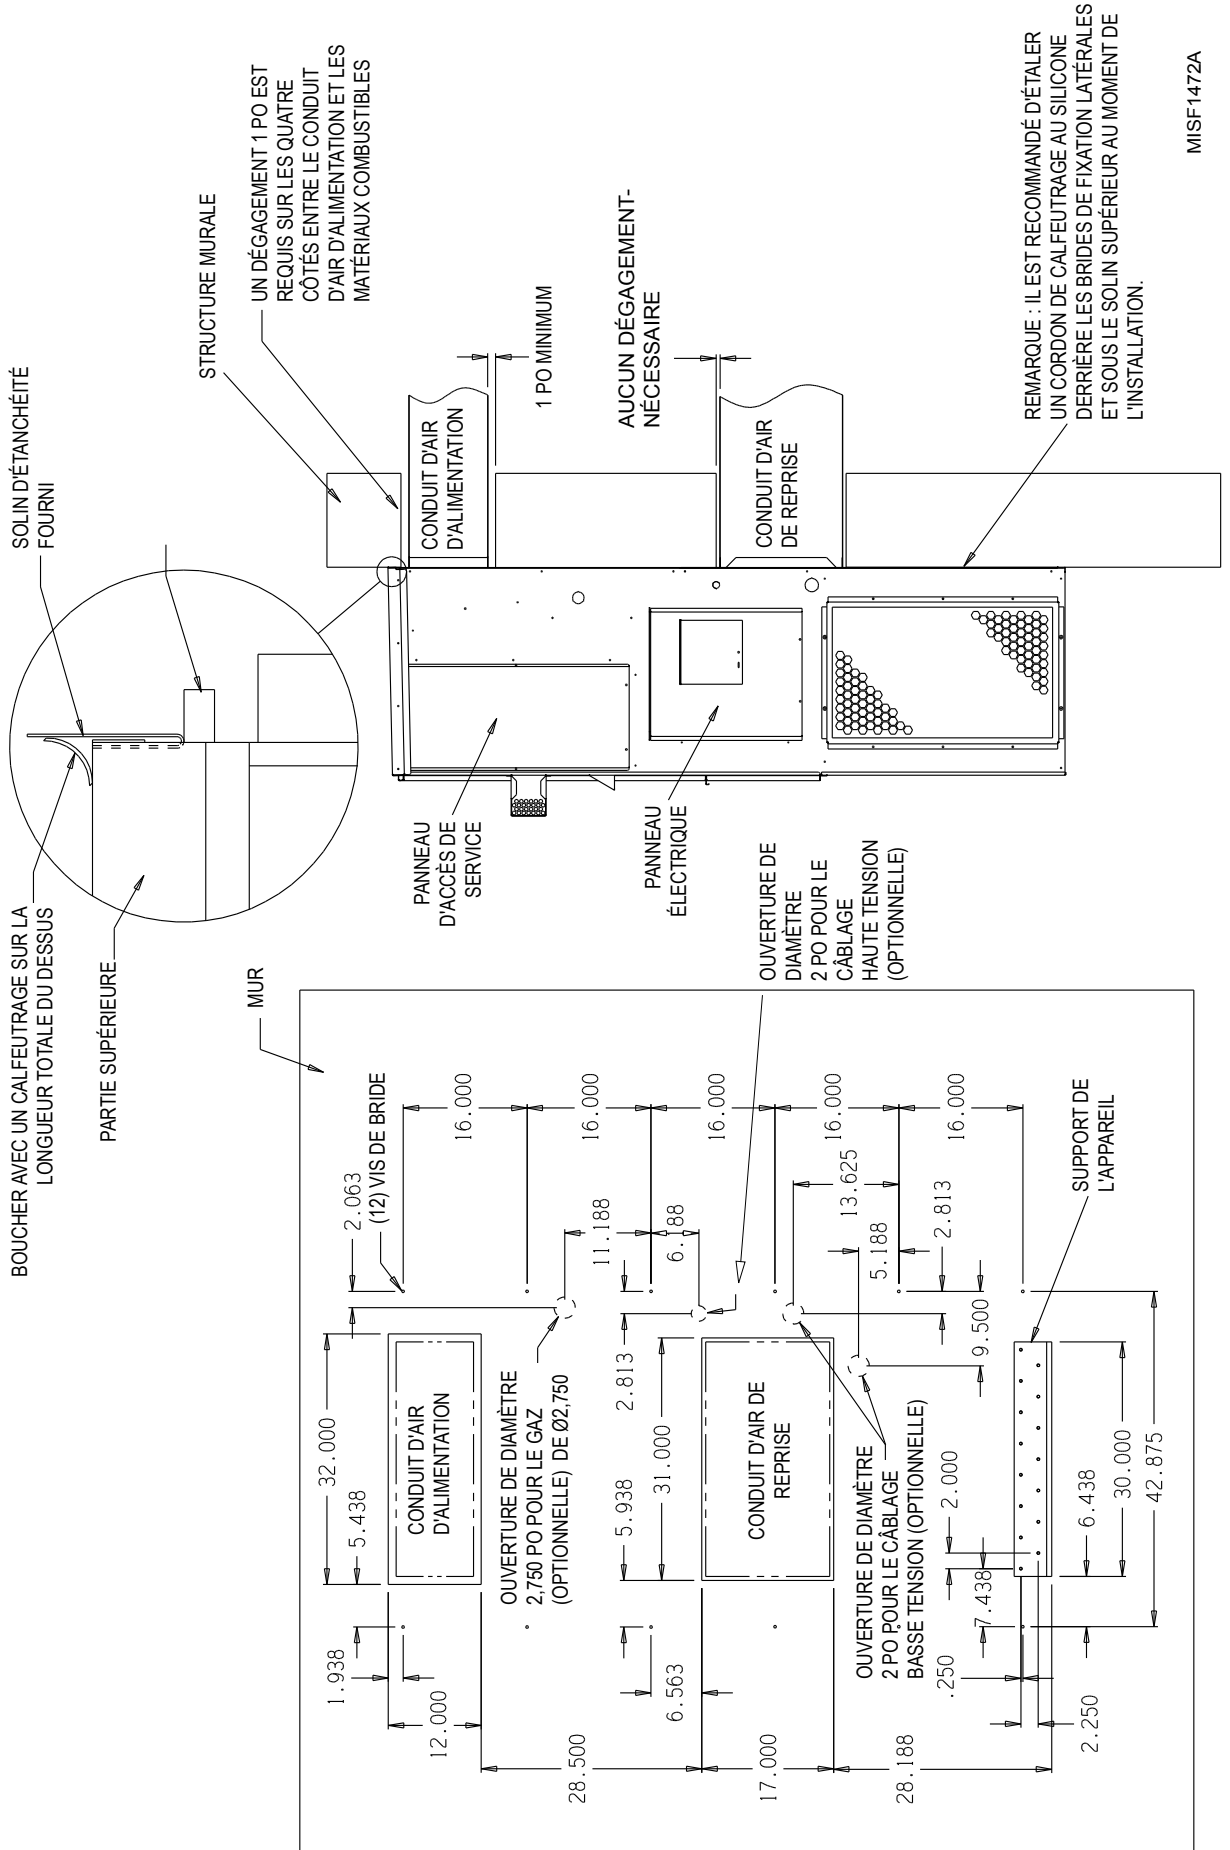 BOUCHER AVEC UN CALFEUTRAGE SUR LA
LONGUEUR TOTALE DU DESSUS
SOLIN D'ÉTANCHÉITÉ
FOURNI
PARTIE SUPÉRIEURE
STRUCTURE MURALE
UN DÉGAGEMENT 1 PO EST
REQUIS SUR LES QUATRE
CÔTÉS ENTRE LE CONDUIT
D'AIR D'ALIMENTATION ET LES
MATÉRIAUX COMBUSTIBLES
CONDUIT D'AIR
D'ALIMENTATION
1 PO MINIMUM
AUCUN DÉGAGEMENT-
NÉCESSAIRE
CONDUIT D'AIR
DE REPRISE
PANNEAU
D'ACCÈS DE
SERVICE
PANNEAU
ÉLECTRIQUE
REMARQUE : IL EST RECOMMANDÉ D'ÉTALER
UN CORDON DE CALFEUTRAGE AU SILICONE
DERRIÈRE LES BRIDES DE FIXATION LATÉRALES
ET SOUS LE SOLIN SUPÉRIEUR AU MOMENT DE
L'INSTALLATION.
MISF1472A
MUR
(12) VIS DE BRIDE
2.063
32.000
5.438
1.938
12.000
CONDUIT D'AIR
D'ALIMENTATION
16.000
16.000
16.000
16.000
16.000
OUVERTURE DE DIAMÈTRE
2,750 PO POUR LE GAZ
(OPTIONNELLE) DE Ø2,750
11.188
6.188
28.500
6.563
5.938
31.000
2.813
OUVERTURE DE
DIAMÈTRE
2 PO POUR LE
CÂBLAGE
HAUTE TENSION
(OPTIONNELLE)
CONDUIT D'AIR DE
REPRISE
17.000
13.625
5.188
2.813
9.500
OUVERTURE DE DIAMÈTRE
2 PO POUR LE CÂBLAGE
BASSE TENSION (OPTIONNELLE)
28.188
.250
7.438
2.000
2.250
6.438
30.000
42.875
SUPPORT DE
L'APPAREIL